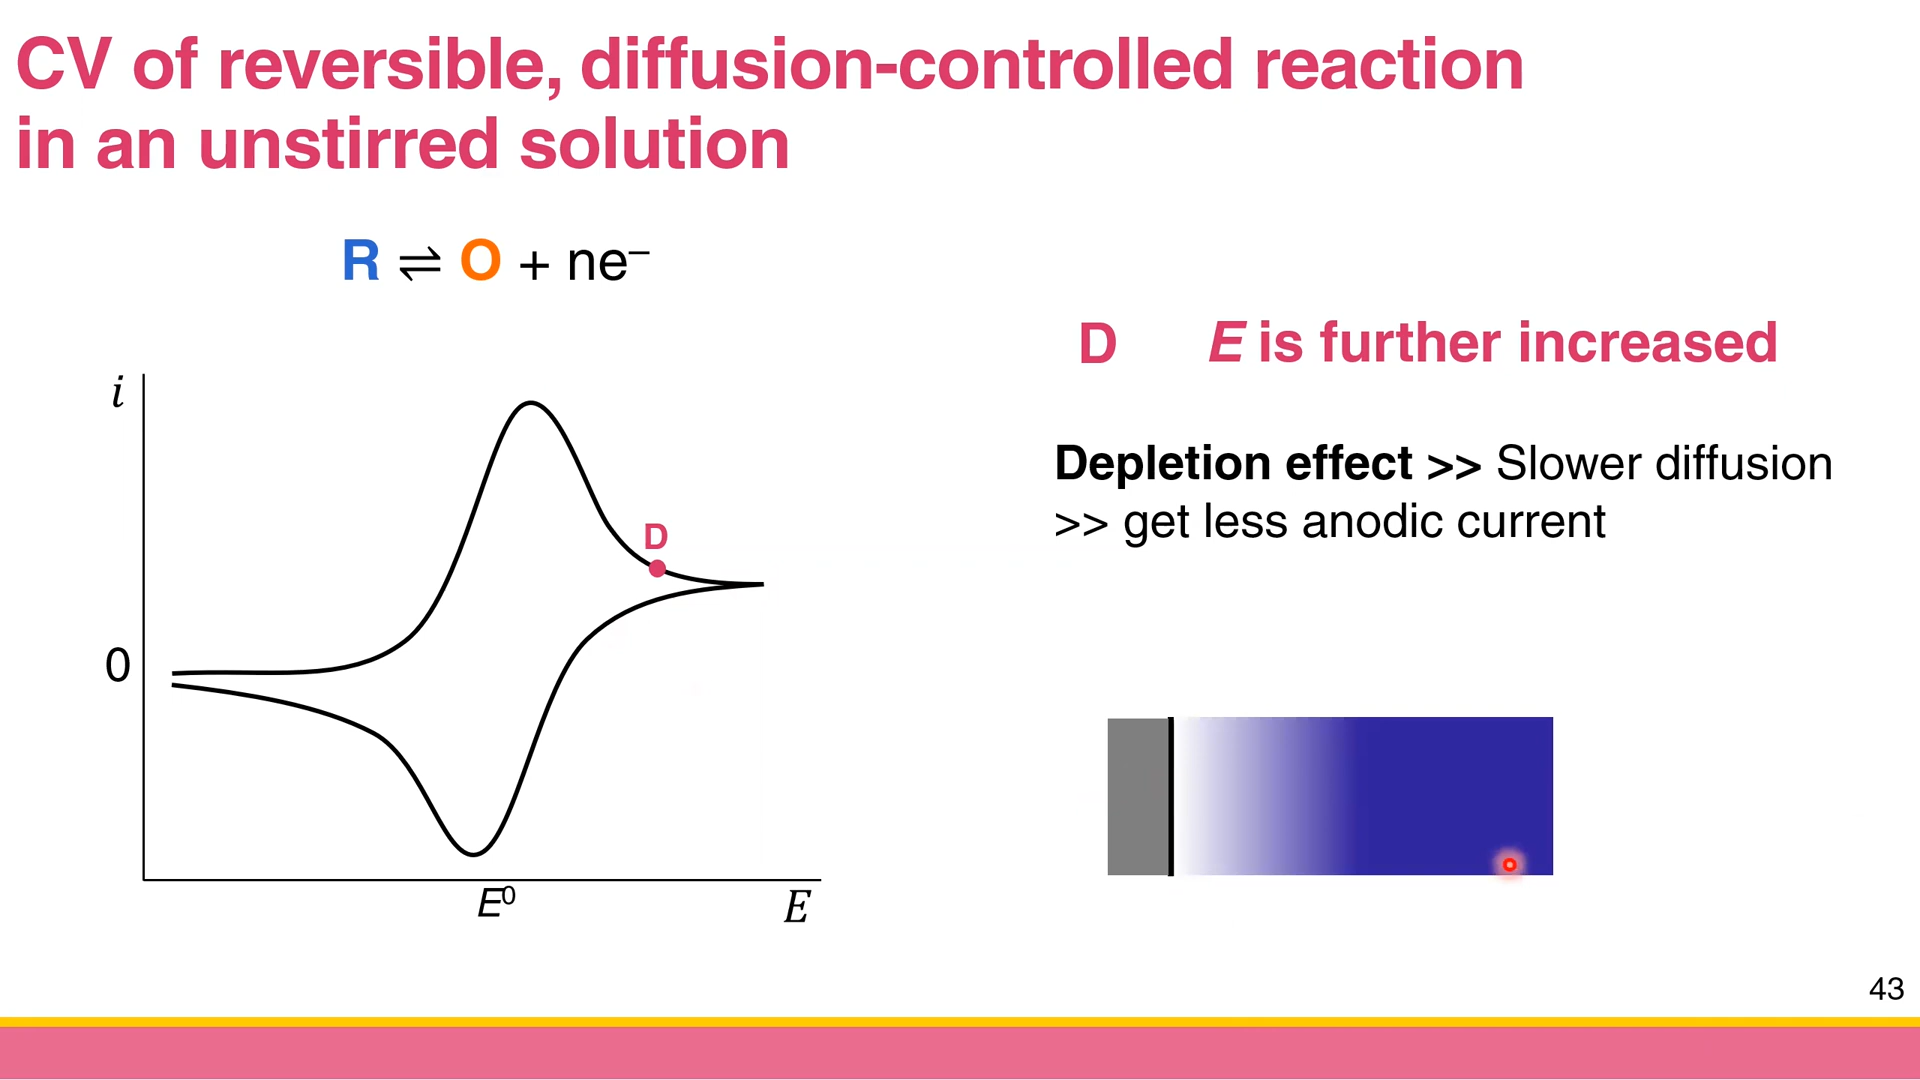 CV of reversible, diffusion-controlled reaction
in an unstirred solution
R ⇌ O + ne⁻
D E is further increased
Depletion effect >> Slower diffusion
>> get less anodic current
i
D
0
E⁰
E
43